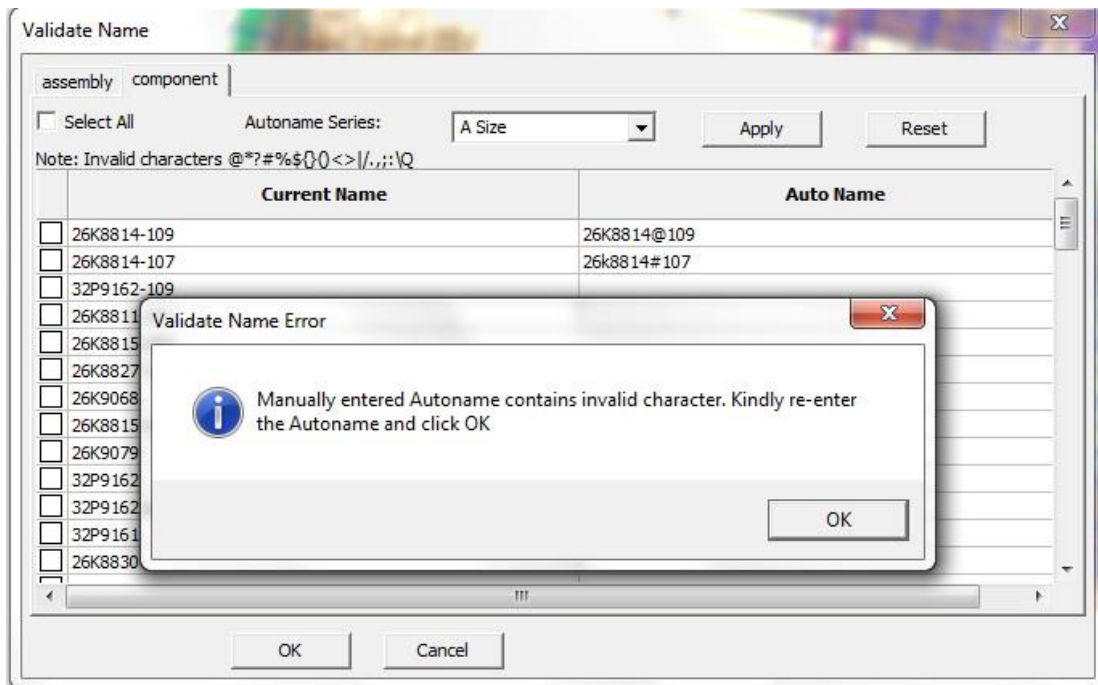 Validate Name
assembly component
Select All Autoname Series: A Size Apply Reset
Note: Invalid characters @*?#%${}()<>|/.,;:\Q
Current Name Auto Name
26K8814-109 26K8814@109
26K8814-107 26k8814#107
32P9162-109
26K8811
Validate Name Error
26K8815
26K8827
26K9068
Manually entered Autoname contains invalid character. Kindly re-enter
26K8815
the Autoname and click OK
26K9079
32P9162
32P9162
32P9161
OK
26K8830
OK Cancel